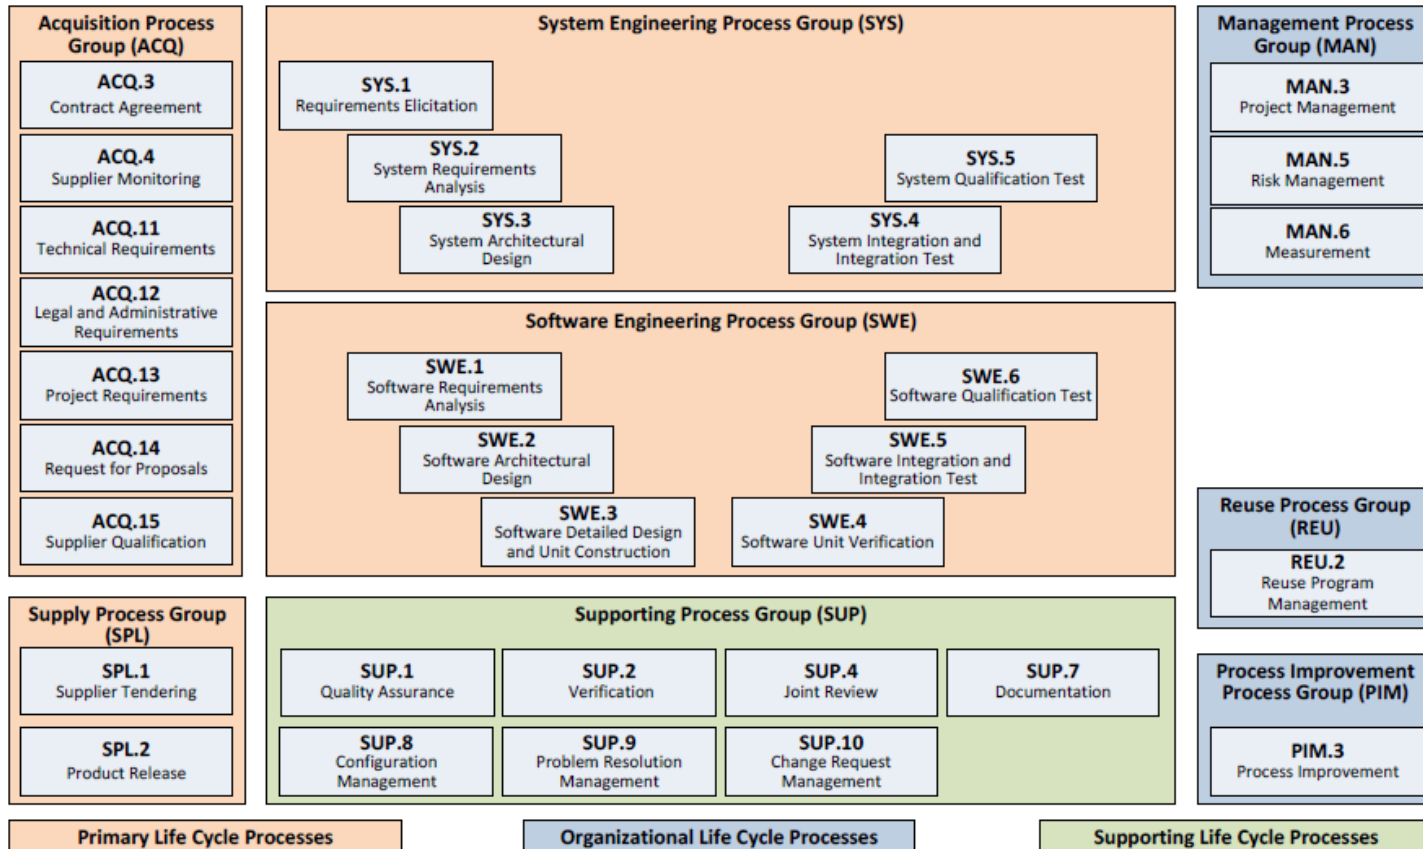 Acquisition Process
Group (ACQ)
ACQ.3
Contract Agreement
ACQ.4
Supplier Monitoring
ACQ.11
Technical Requirements
ACQ.12
Legal and Administrative
Requirements
ACQ.13
Project Requirements
ACQ.14
Request for Proposals
ACQ.15
Supplier Qualification
System Engineering Process Group (SYS)
SYS.1
Requirements Elicitation
SYS.2
System Requirements
Analysis
SYS.3
System Architectural
Design
SYS.5
System Qualification Test
SYS.4
System Integration and
Integration Test
Software Engineering Process Group (SWE)
SWE.1
Software Requirements
Analysis
SWE.2
Software Architectural
Design
SWE.3
Software Detailed Design
and Unit Construction
SWE.6
Software Qualification Test
SWE.5
Software Integration and
Integration Test
SWE.4
Software Unit Verification
Management Process
Group (MAN)
MAN.3
Project Management
MAN.5
Risk Management
MAN.6
Measurement
Reuse Process Group
(REU)
REU.2
Reuse Program
Management
Supply Process Group
(SPL)
SPL.1
Supplier Tendering
SPL.2
Product Release
Supporting Process Group (SUP)
SUP.1
Quality Assurance
SUP.2
Verification
SUP.4
Joint Review
SUP.7
Documentation
SUP.8
Configuration
Management
SUP.9
Problem Resolution
Management
SUP.10
Change Request
Management
Process Improvement
Process Group (PIM)
PIM.3
Process Improvement
Primary Life Cycle Processes
Organizational Life Cycle Processes
Supporting Life Cycle Processes